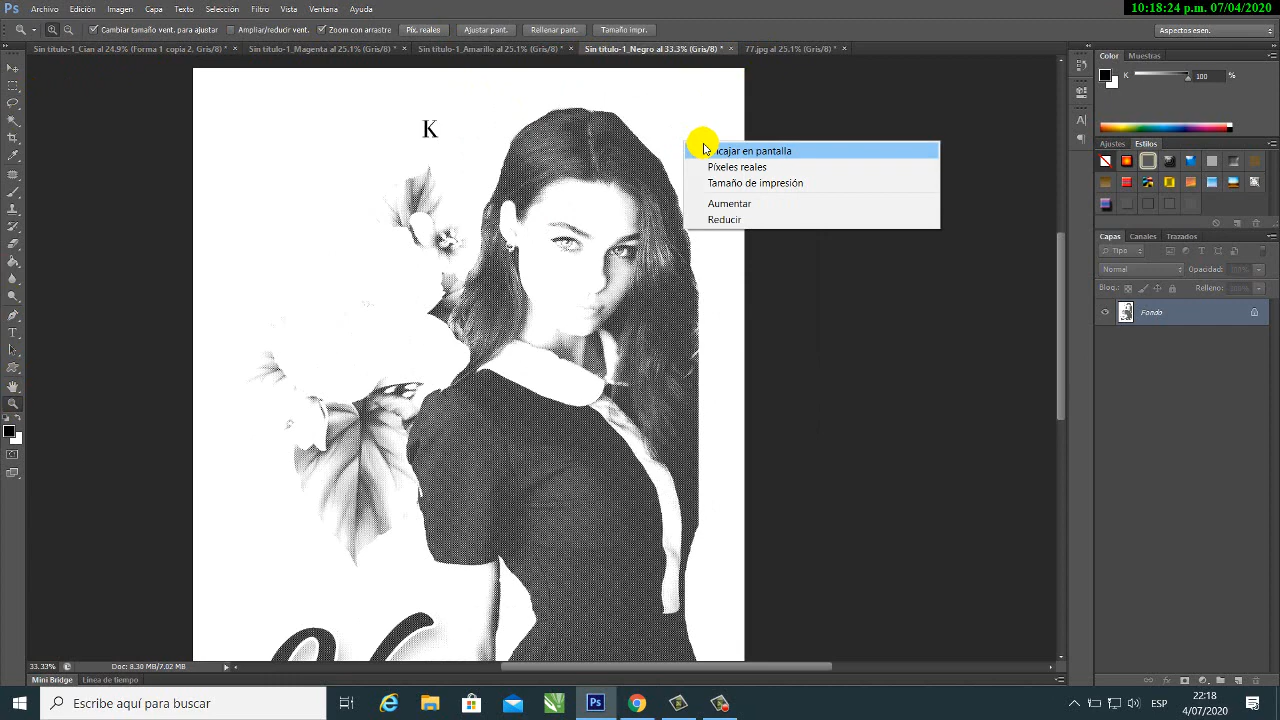 Ps Archivo Edición Imagen Capa Texto Selección Filtro Vistas Ventana Ayuda
10:18:24 p.m. 07/04/2020
Cambiar tamaño vent. para ajustar Ampliar/reducir vent. Zoom con arrastre Píx. reales Ajustar pant. Rellenar pant. Tamaño impr. Aspectos esen.
Sin título-1_Cian al 24.9% (Forma 1 copia 2, Gris/8) * × Sin título-1_Magenta al 25.1% (Gris/8) * × Sin título-1_Amarillo al 25.1% (Gris/8) * × Sin título-1_Negro al 33.3% (Gris/8) * × 77.jpg al 25.1% (RGB/8*) *  ×
Color Muestras
K 100 %
K
Ajustes Estilos
cajar en pantalla
Píxeles reales
Tamaño de impresión
Aumentar
Reducir
Capas Canales Trazados
Tipo
Normal Opacidad: 100%
Bloq.: Relleno: 100%
Fondo
33.33% Doc: 8.30 MB/7.02 MB
Mini Bridge Línea de tiempo
Escribe aquí para buscar
Ps
ESP
22:18
4/07/2020